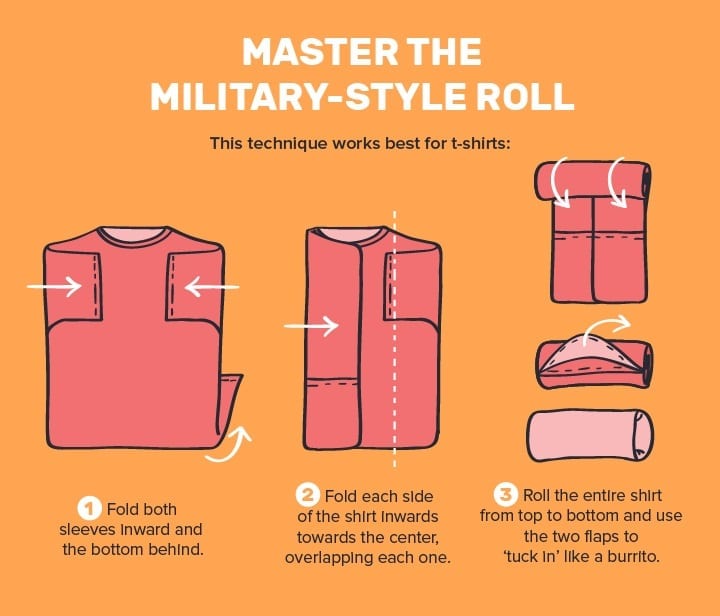 MASTER THE
MILITARY-STYLE ROLL
This technique works best for t-shirts:
1 Fold both
sleeves inward and
the bottom behind.
2 Fold each side
of the shirt inwards
towards the center,
overlapping each one.
3 Roll the entire shirt
from top to bottom and use
the two flaps to
‘tuck in’ like a burrito.